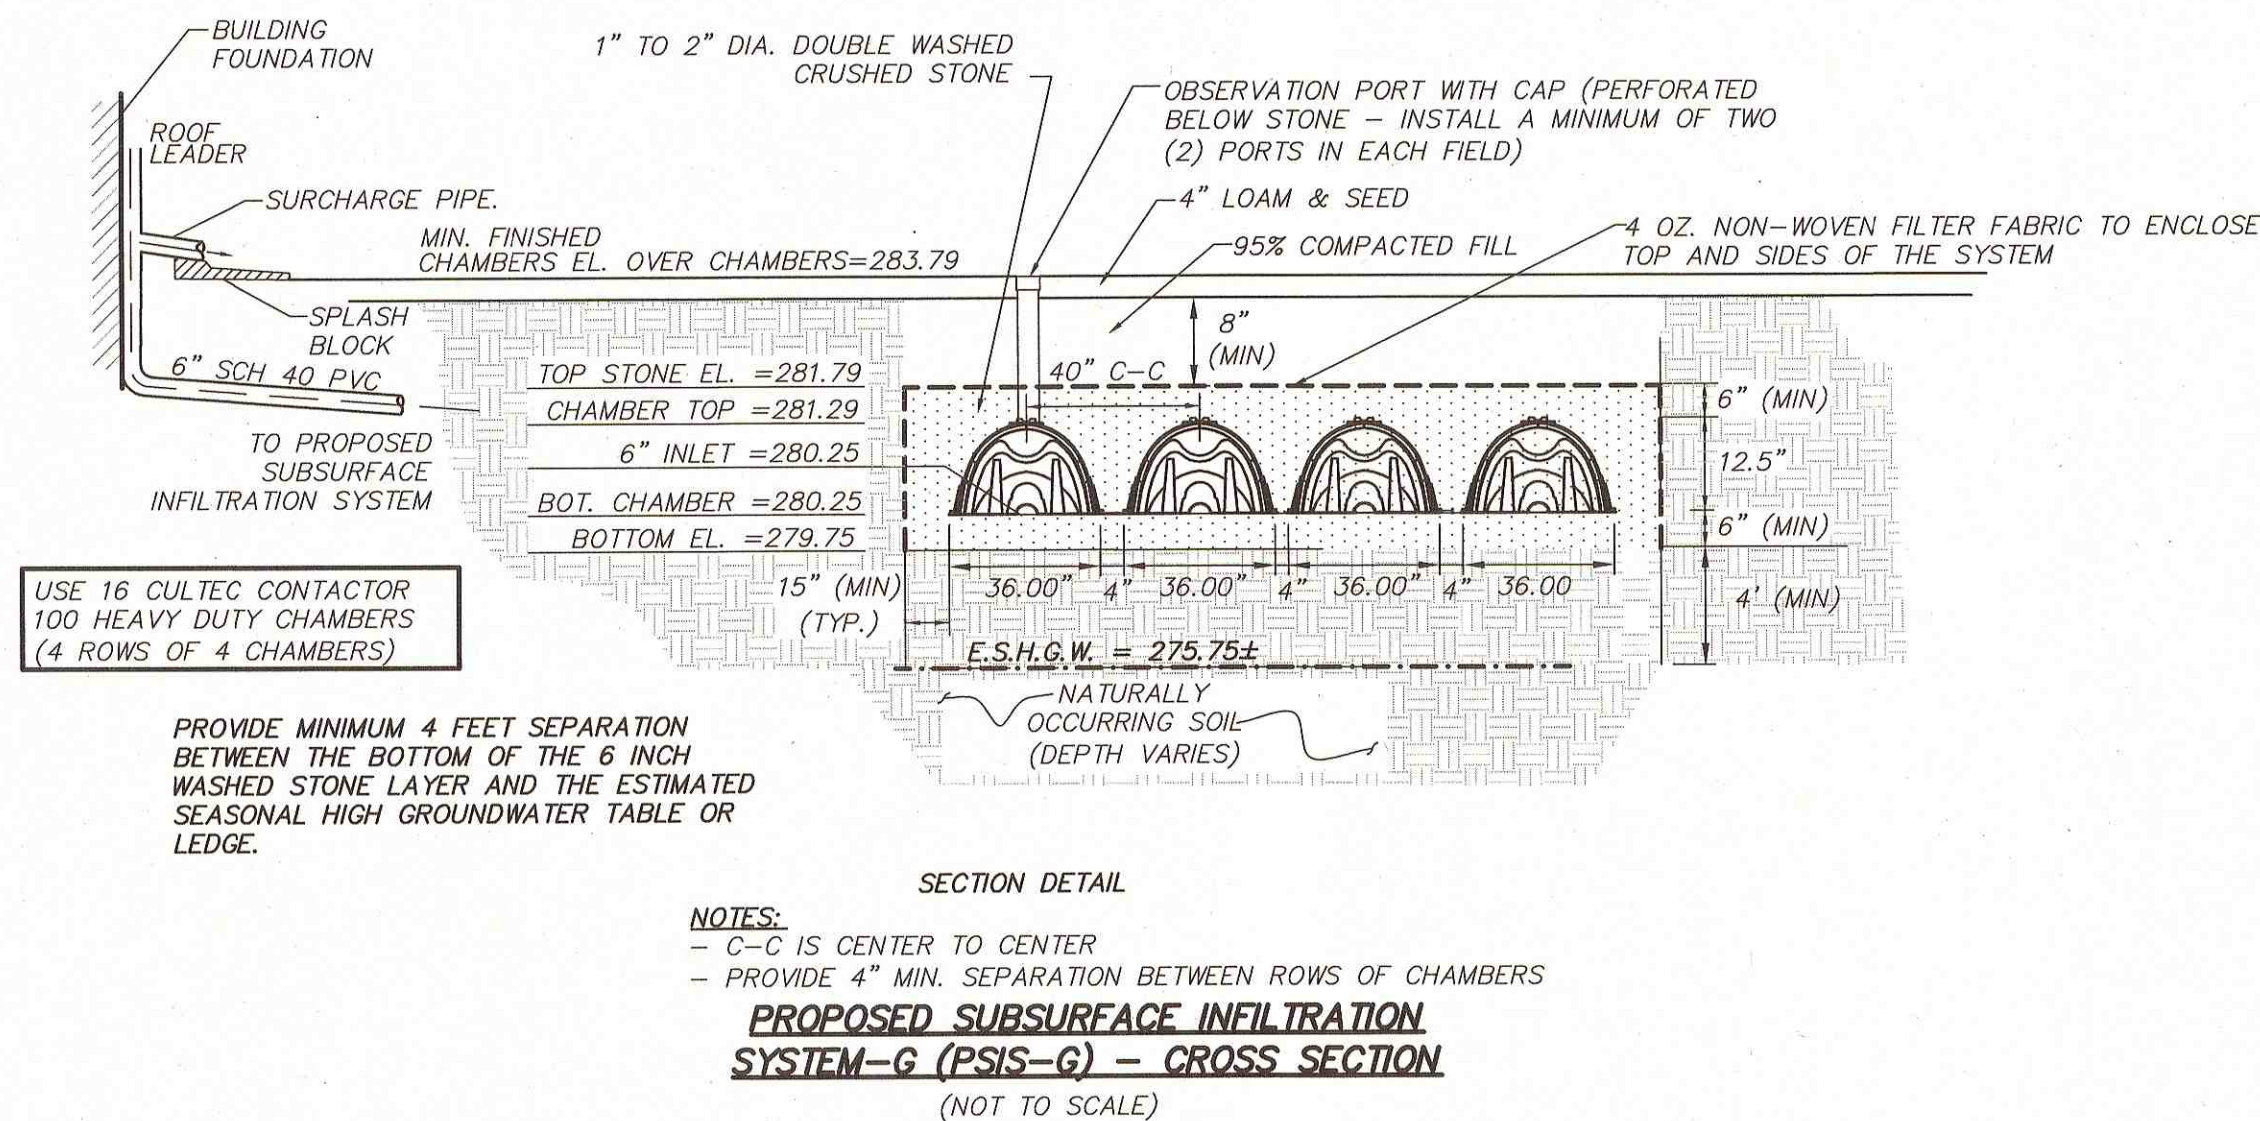 BUILDING
FOUNDATION
1" TO 2" DIA. DOUBLE WASHED
CRUSHED STONE
OBSERVATION PORT WITH CAP (PERFORATED
BELOW STONE – INSTALL A MINIMUM OF TWO
(2) PORTS IN EACH FIELD)
ROOF
LEADER
SURCHARGE PIPE.
4" LOAM & SEED
MIN. FINISHED
CHAMBERS EL. OVER CHAMBERS=283.79
95% COMPACTED FILL
4 OZ. NON-WOVEN FILTER FABRIC TO ENCLOSE
TOP AND SIDES OF THE SYSTEM
SPLASH
BLOCK
8"
(MIN)
6" SCH 40 PVC
TOP STONE EL. =281.79
40" C-C
CHAMBER TOP =281.29
6" (MIN)
TO PROPOSED
SUBSURFACE
INFILTRATION SYSTEM
6" INLET =280.25
12.5"
BOT. CHAMBER =280.25
BOTTOM EL. =279.75
6" (MIN)
15" (MIN)
(TYP.)
36.00" 4" 36.00" 4" 36.00" 4" 36.00
4' (MIN)
USE 16 CULTEC CONTACTOR
100 HEAVY DUTY CHAMBERS
(4 ROWS OF 4 CHAMBERS)
E.S.H.G.W. = 275.75±
NATURALLY
OCCURRING SOIL
(DEPTH VARIES)
PROVIDE MINIMUM 4 FEET SEPARATION
BETWEEN THE BOTTOM OF THE 6 INCH
WASHED STONE LAYER AND THE ESTIMATED
SEASONAL HIGH GROUNDWATER TABLE OR
LEDGE.
SECTION DETAIL
NOTES:
– C-C IS CENTER TO CENTER
– PROVIDE 4" MIN. SEPARATION BETWEEN ROWS OF CHAMBERS
PROPOSED SUBSURFACE INFILTRATION
SYSTEM-G (PSIS-G) – CROSS SECTION
(NOT TO SCALE)